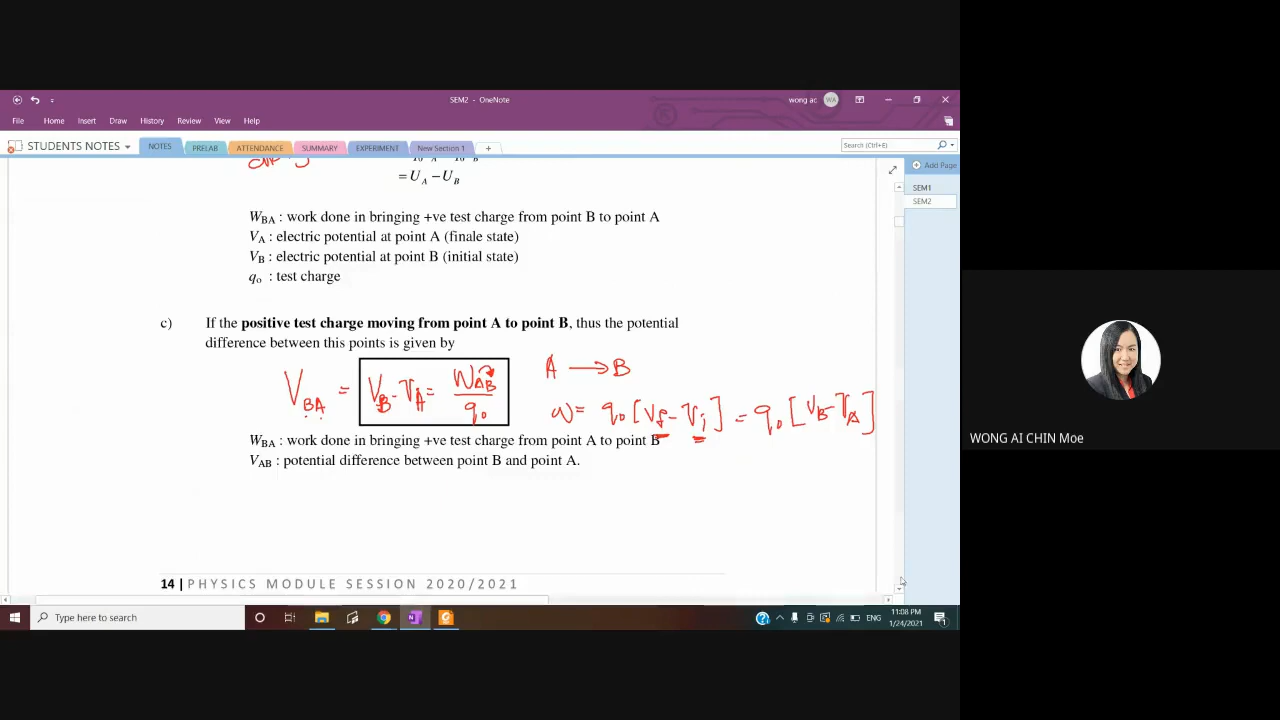 SEM2 - OneNote
wong ac
WA
File Home Insert Draw History Review View Help
STUDENTS NOTES
NOTES PRELAB ATTENDANCE SUMMARY EXPERIMENT New Section 1 +
Search (Ctrl+E)
Add Page
SEM1
SEM2
= U_A − U_B
W_BA : work done in bringing +ve test charge from point B to point A
V_A : electric potential at point A (finale state)
V_B : electric potential at point B (initial state)
q_o : test charge
c) If the positive test charge moving from point A to point B, thus the potential
difference between this points is given by
A → B
V_BA = V_B - V_A = W_AB / q_o
W = q_o [V_f - V_i] = q_o [V_B - V_A]
W_BA : work done in bringing +ve test charge from point A to point B
V_AB : potential difference between point B and point A.
14 | PHYSICS MODULE SESSION 2020/2021
WONG AI CHIN Moe
Type here to search
ENG
11:08 PM
1/24/2021